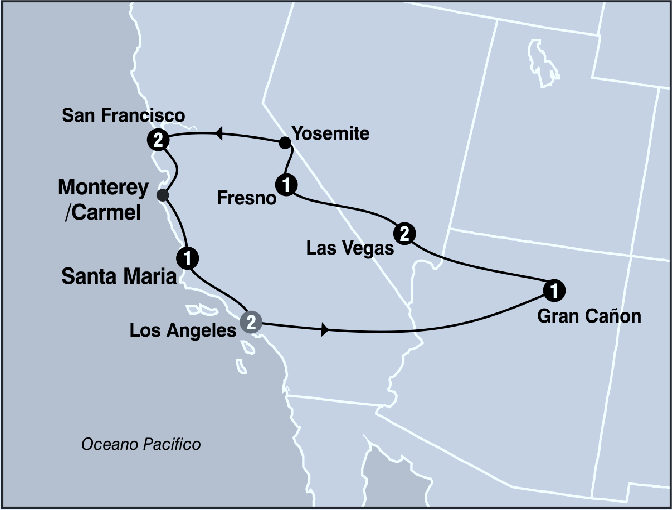 San Francisco
2
Yosemite
Monterey
/Carmel
Fresno
1
Las Vegas
2
1
Santa Maria
1
Gran Cañon
Los Angeles
2
Oceano Pacífico